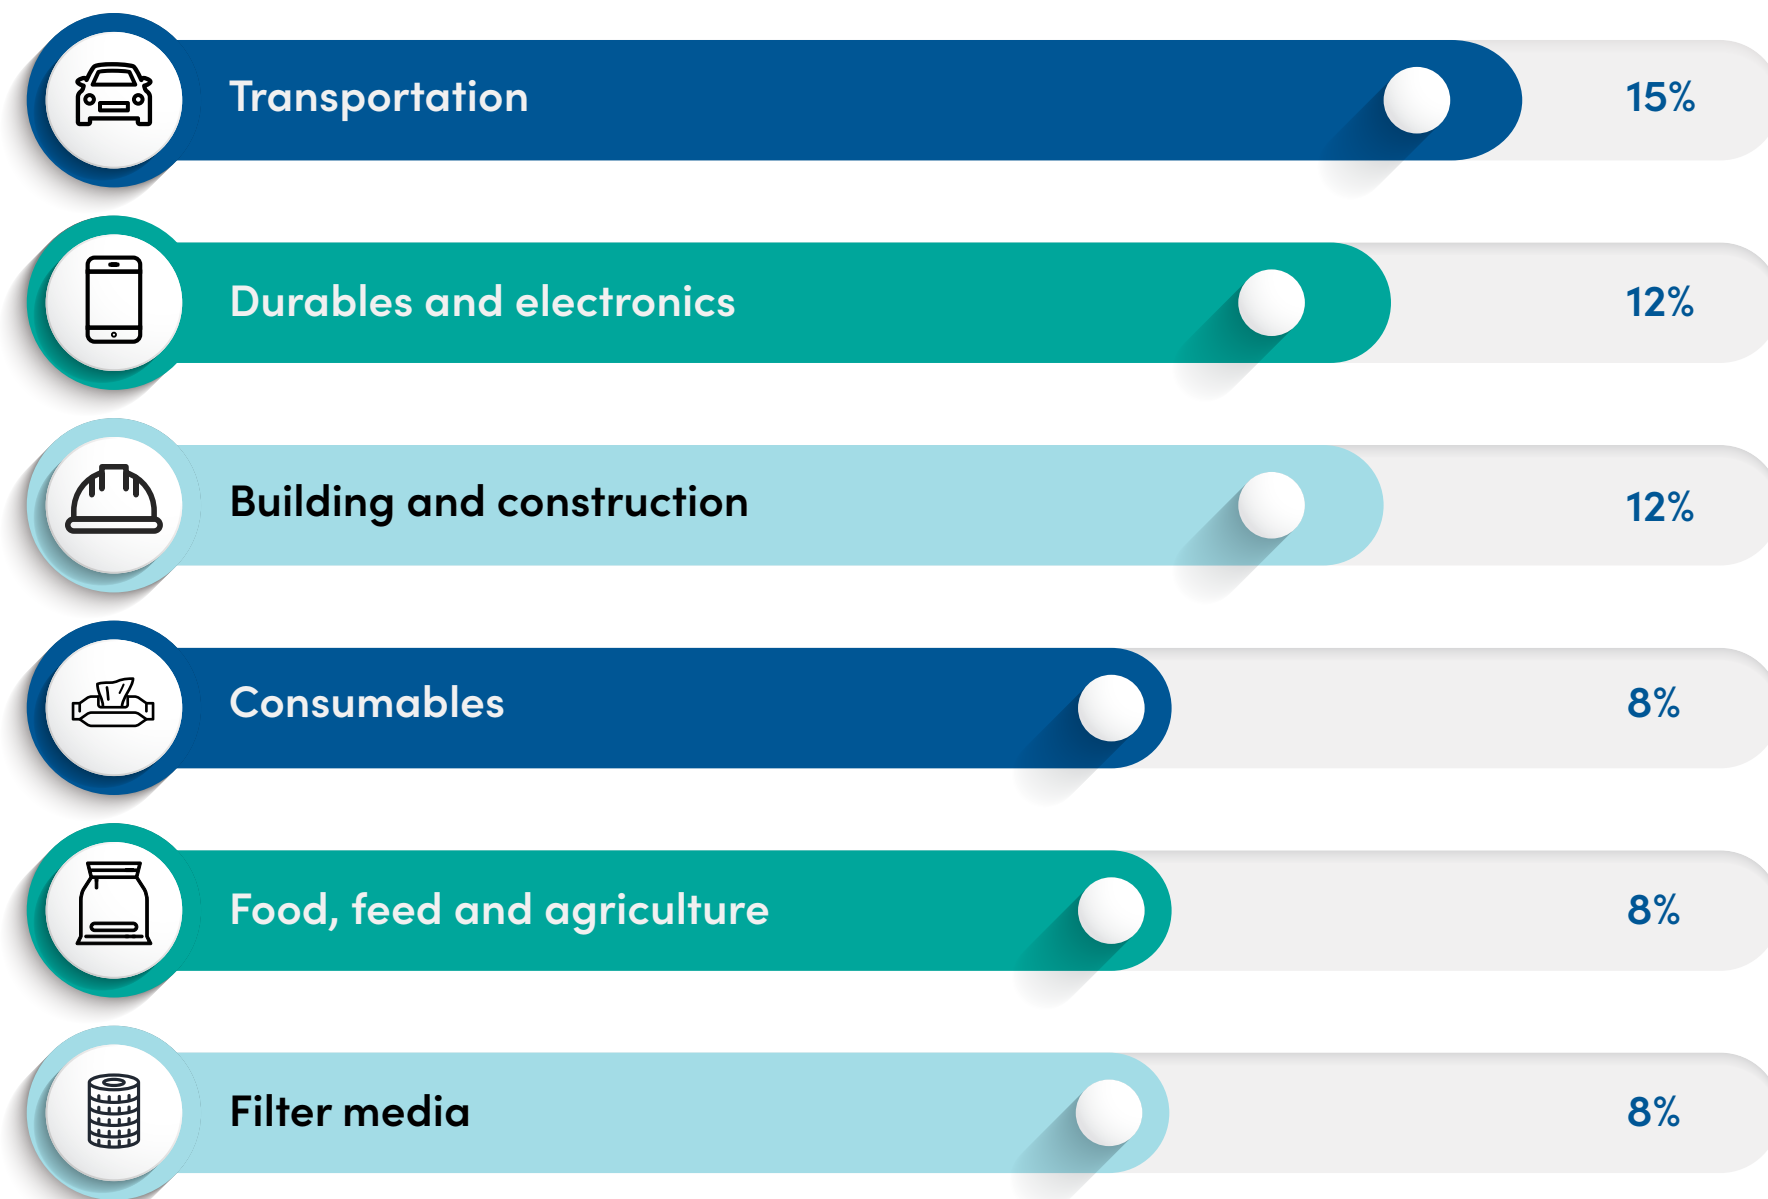 Transportation 15%
Durables and electronics 12%
Building and construction 12%
Consumables 8%
Food, feed and agriculture 8%
Filter media 8%